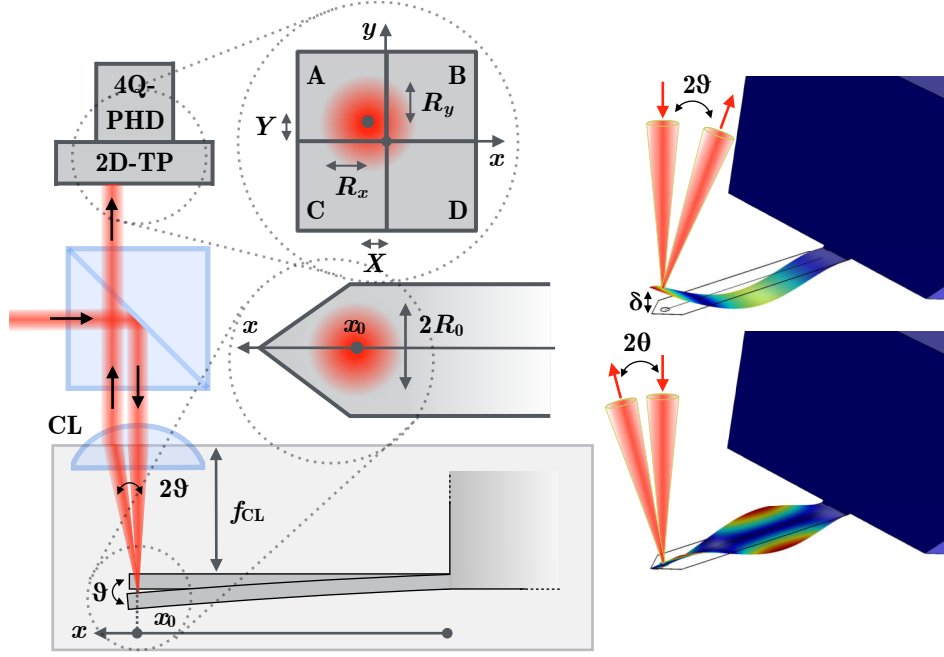 4Q-
PHD
2D-TP
y
A
B
R_y
Y
x
R_x
C
D
X
x
x_0
2R_0
CL
2ϑ
f_CL
ϑ
x_0
x
2ϑ
δ
2θ